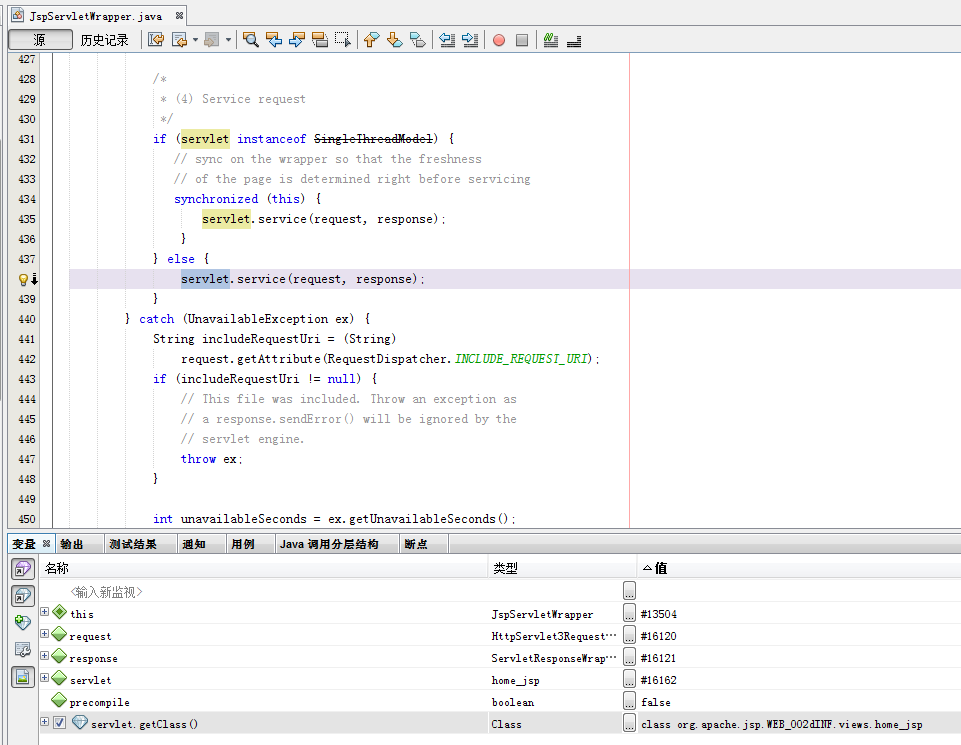 JspServletWrapper.java
源 历史记录
427
428 /*
429 * (4) Service request
430 */
431 if (servlet instanceof SingleThreadModel) {
432 // sync on the wrapper so that the freshness
433 // of the page is determined right before servicing
434 synchronized (this) {
435 servlet.service(request, response);
436 }
437 } else {
servlet.service(request, response);
439 }
440 } catch (UnavailableException ex) {
441 String includeRequestUri = (String)
442 request.getAttribute(RequestDispatcher.INCLUDE_REQUEST_URI);
443 if (includeRequestUri != null) {
444 // This file was included. Throw an exception as
445 // a response.sendError() will be ignored by the
446 // servlet engine.
447 throw ex;
448 }
449
450 int unavailableSeconds = ex.getUnavailableSeconds();
变量 输出 测试结果 通知 用例 Java 调用分层结构 断点
名称 类型 值
<输入新监视> ...
this JspServletWrapper ... #13504
request HttpServlet3Request··· ... #16120
response ServletResponseWrap··· ... #16121
servlet home_jsp ... #16162
precompile boolean ... false
servlet.getClass() Class ... class org.apache.jsp.WEB_002dINF.views.home_jsp